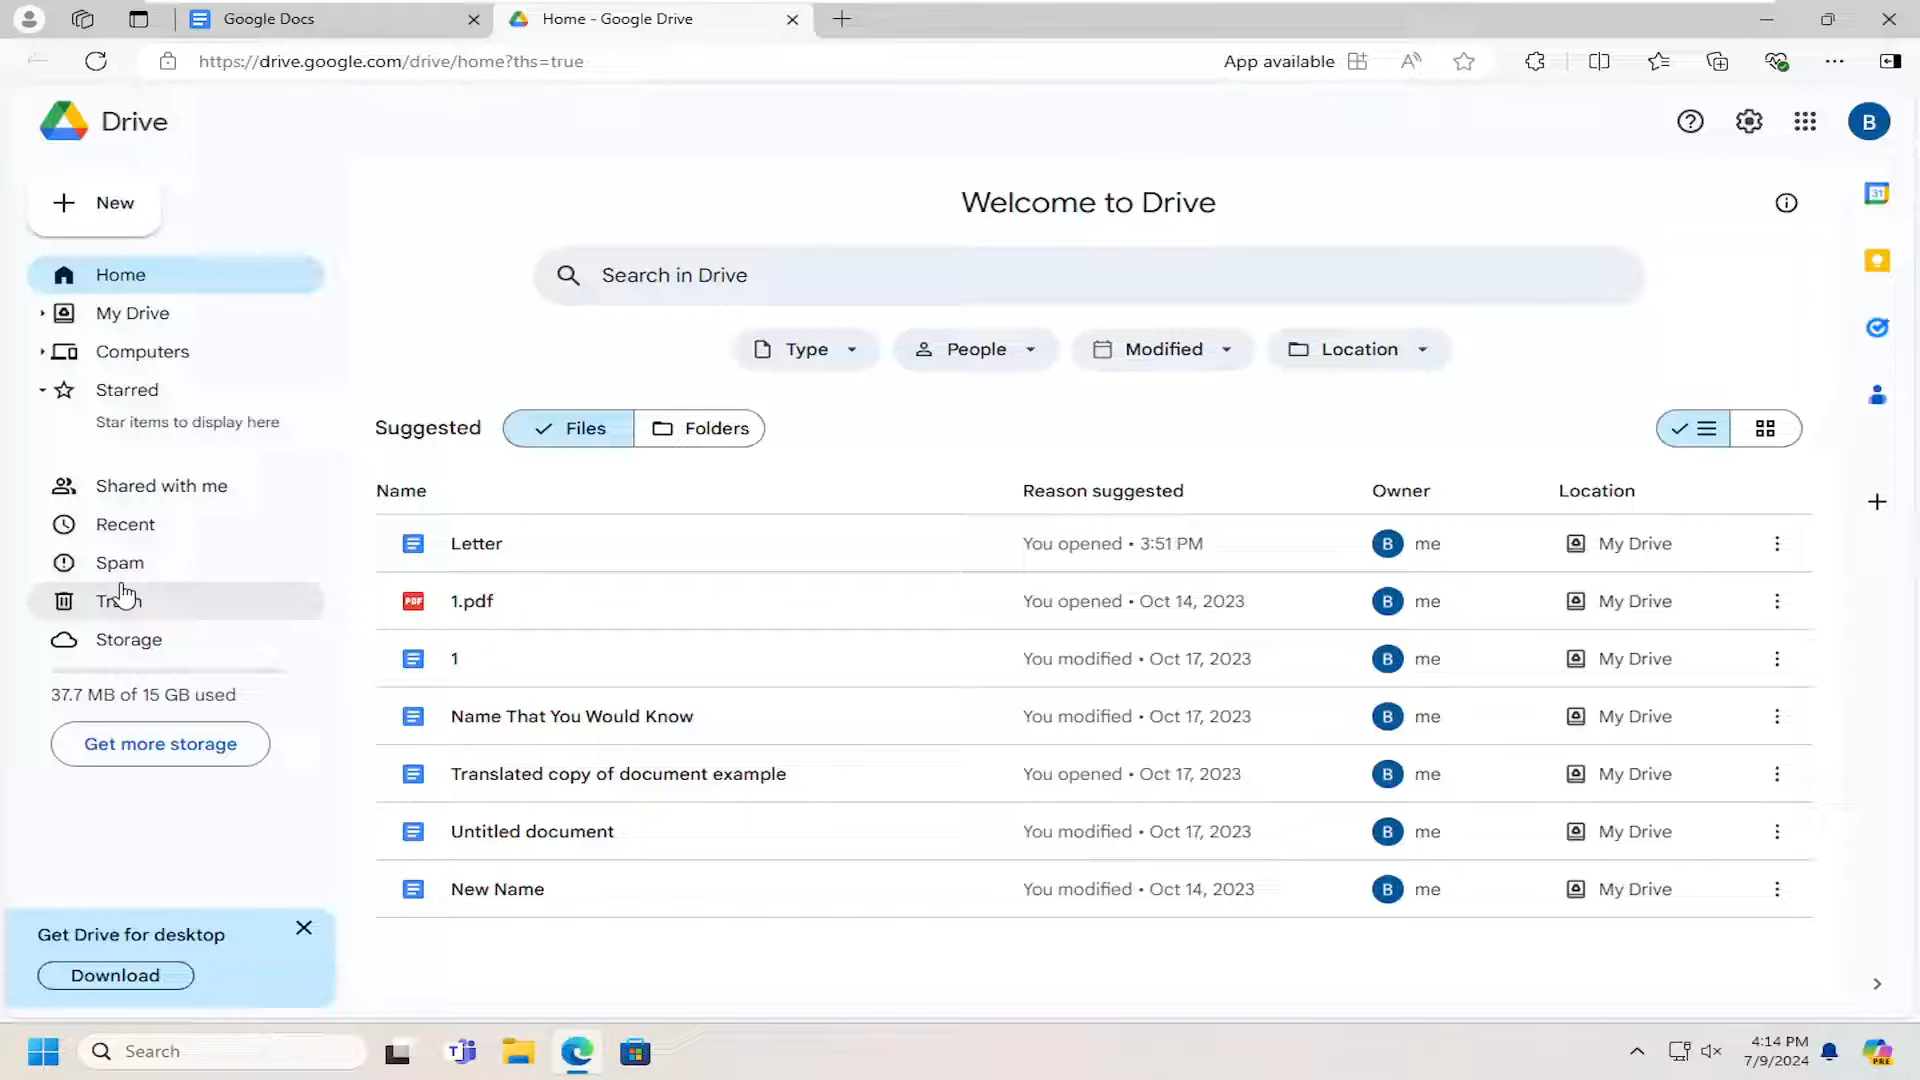 Google Docs
Home - Google Drive
https://drive.google.com/drive/home?ths=true
App available
Drive
B
New
Welcome to Drive
31
Home
Search in Drive
My Drive
Type
People
Modified
Location
Computers
Starred
Star items to display here
Suggested
Files
Folders
Shared with me
Name
Reason suggested
Owner
Location
Recent
Letter
You opened • 3:51 PM
B
me
My Drive
Spam
PDF
1.pdf
You opened • Oct 14, 2023
B
me
My Drive
Trash
Storage
1
You modified • Oct 17, 2023
B
me
My Drive
37.7 MB of 15 GB used
Name That You Would Know
You modified • Oct 17, 2023
B
me
My Drive
Get more storage
Translated copy of document example
You opened • Oct 17, 2023
B
me
My Drive
Untitled document
You modified • Oct 17, 2023
B
me
My Drive
New Name
You modified • Oct 14, 2023
B
me
My Drive
Get Drive for desktop
Download
Search
4:14 PM
7/9/2024
PRE